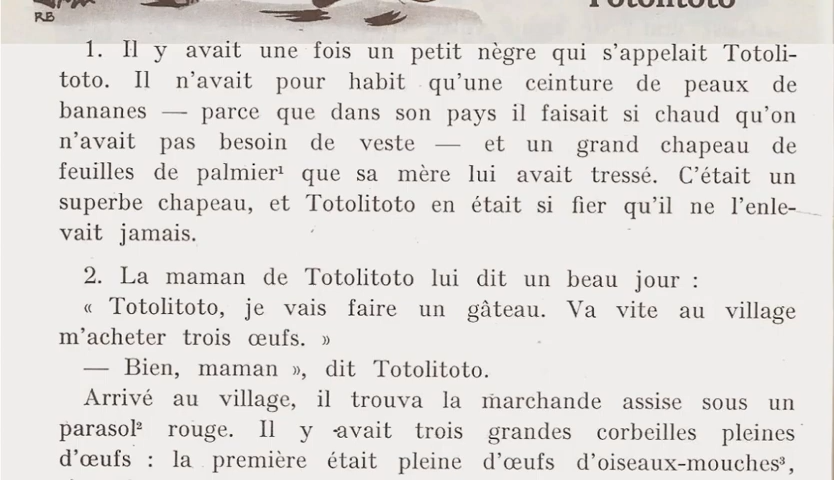 Totolitoto
RB
1. Il y avait une fois un petit nègre qui s'appelait Totoli-
toto. Il n'avait pour habit qu'une ceinture de peaux de
bananes — parce que dans son pays il faisait si chaud qu'on
n'avait pas besoin de veste — et un grand chapeau de
feuilles de palmier¹ que sa mère lui avait tressé. C'était un
superbe chapeau, et Totolitoto en était si fier qu'il ne l'enle-
vait jamais.
2. La maman de Totolitoto lui dit un beau jour :
« Totolitoto, je vais faire un gâteau. Va vite au village
m'acheter trois œufs. »
— Bien, maman », dit Totolitoto.
Arrivé au village, il trouva la marchande assise sous un
parasol² rouge. Il y avait trois grandes corbeilles pleines
d'œufs : la première était pleine d'œufs d'oiseaux-mouches³,